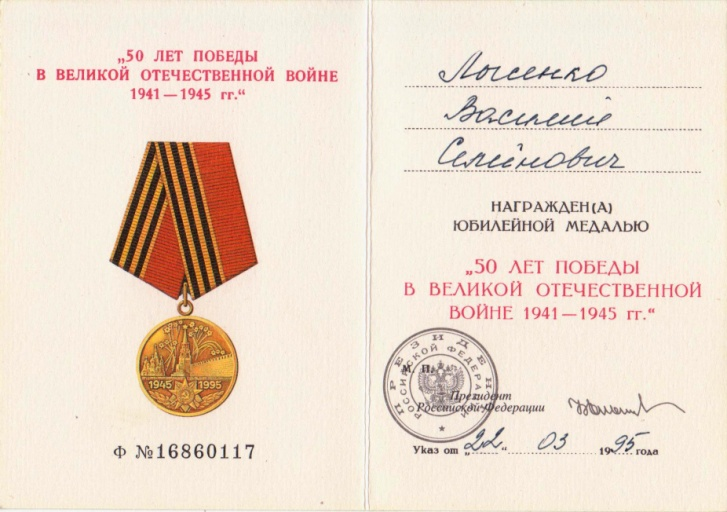 „50 ЛЕТ ПОБЕДЫ
В ВЕЛИКОЙ ОТЕЧЕСТВЕННОЙ ВОЙНЕ
1941—1945 гг.“
1945 1995
Ф №16860117
Лысенко
Василий
Семёнович
НАГРАЖДЕН(А)
ЮБИЛЕЙНОЙ МЕДАЛЬЮ
„50 ЛЕТ ПОБЕДЫ
В ВЕЛИКОЙ ОТЕЧЕСТВЕННОЙ
ВОЙНЕ 1941—1945 гг.“
ПРЕЗИДЕНТ
РОССИЙСКОЙ ФЕДЕРАЦИИ
М. П.
Президент
Российской Федерации
Указ от „22“ 03 1995 года